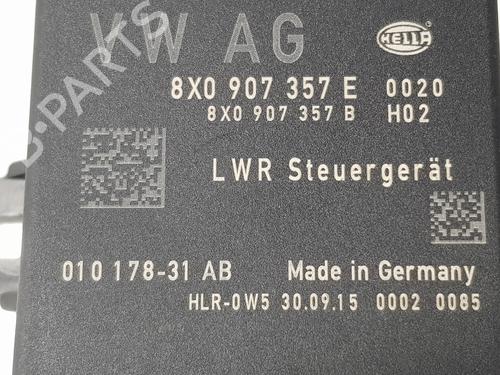 VW AG
HELLA
8X0 907 357 E 0020
8X0 907 357 B H02
LWR Steuergerät
010 178-31 AB Made in Germany
HLR-0W5 30.09.15 0002 0085
B-PARTS